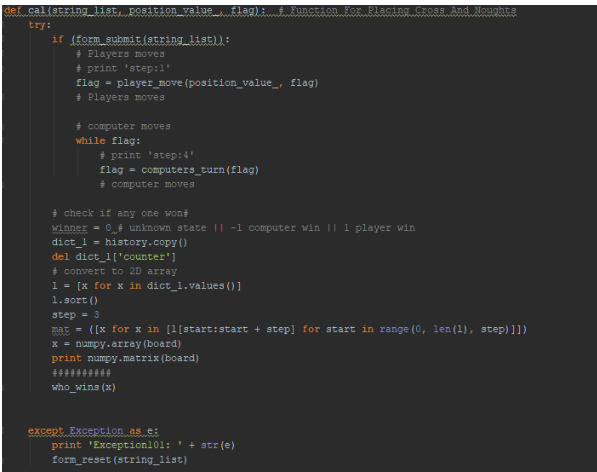 def cal(string_list, position_value_, flag):  # Function For Placing Cross And Noughts
    try:
        if (form_submit(string_list)):
            # Players moves
            # print 'step:1'
            flag = player_move(position_value_, flag)
            # Players moves

            # computer moves
            while flag:
                # print 'step:4'
                flag = computers_turn(flag)
                # computer moves

        # check if any one won#
        winner = 0 # unknown state || -1 computer win || 1 player win
        dict_1 = history.copy()
        del dict_1['counter']
        # convert to 2D array
        l = [x for x in dict_1.values()]
        l.sort()
        step = 3
        mat = ([x for x in [l[start:start + step] for start in range(0, len(l), step)]])
        x = numpy.array(board)
        print numpy.matrix(board)
        ##########
        who_wins(x)


    except Exception as e:
        print 'Exception101: ' + str(e)
        form_reset(string_list)